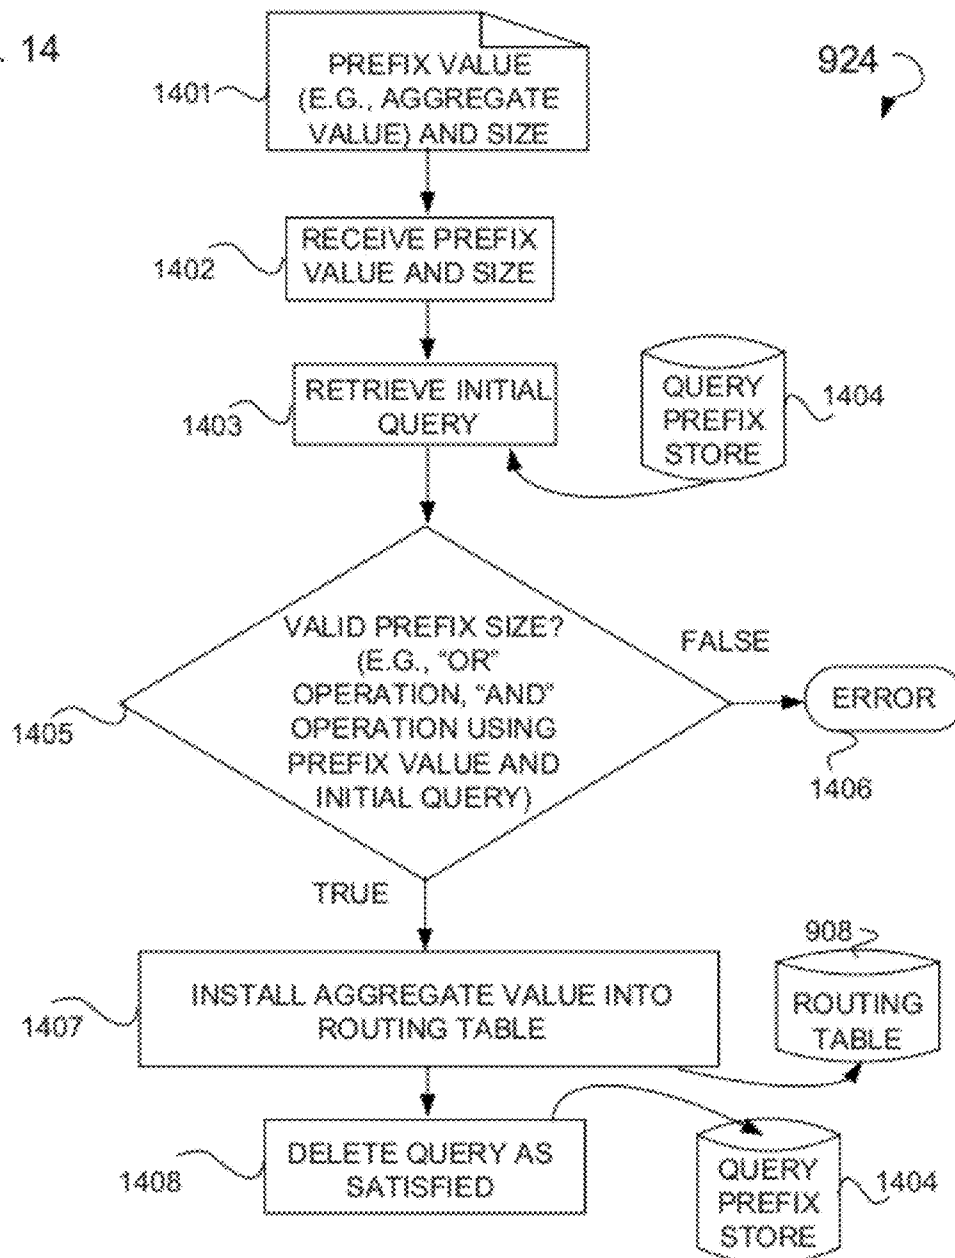 . 14
924
PREFIX VALUE
(E.G., AGGREGATE
VALUE) AND SIZE
1401
RECEIVE PREFIX
VALUE AND SIZE
1402
RETRIEVE INITIAL
QUERY
1403
QUERY
PREFIX
STORE
1404
VALID PREFIX SIZE?
(E.G., "OR"
OPERATION, "AND"
OPERATION USING
PREFIX VALUE AND
INITIAL QUERY)
1405
FALSE
ERROR
1406
TRUE
INSTALL AGGREGATE VALUE INTO
ROUTING TABLE
1407
908
ROUTING
TABLE
DELETE QUERY AS
SATISFIED
1408
QUERY
PREFIX
STORE
1404